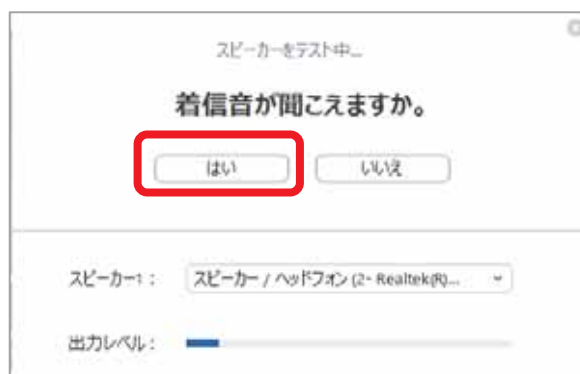 スピーカーをテスト中...
着信音が聞こえますか。
はい いいえ
スピーカー1： スピーカー / ヘッドフォン (2- Realtek(R)...
出力レベル：